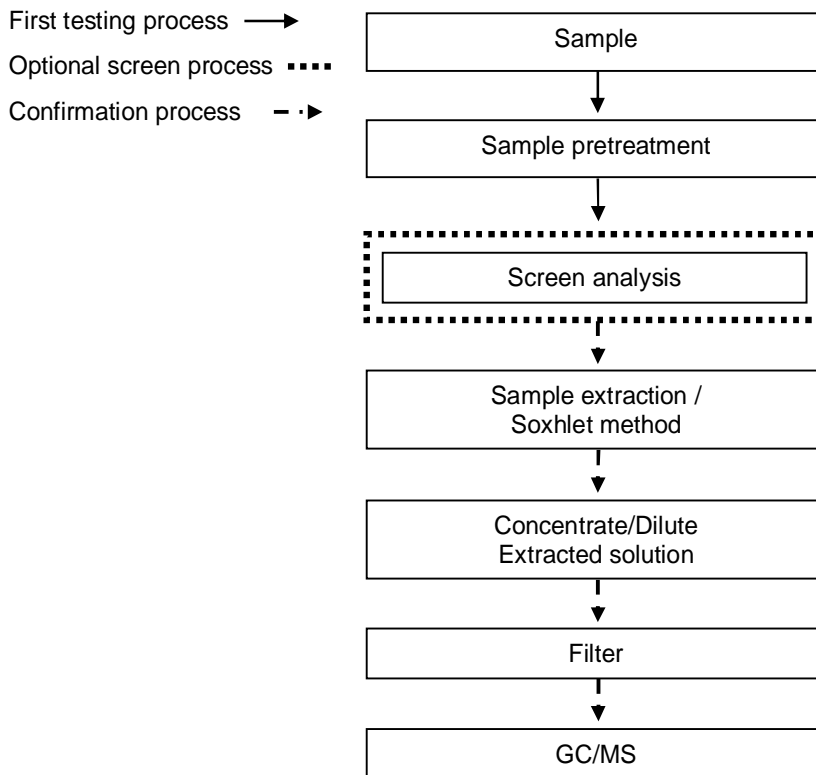 First testing process
Optional screen process
Confirmation process
Sample
Sample pretreatment
Screen analysis
Sample extraction /
Soxhlet method
Concentrate/Dilute
Extracted solution
Filter
GC/MS